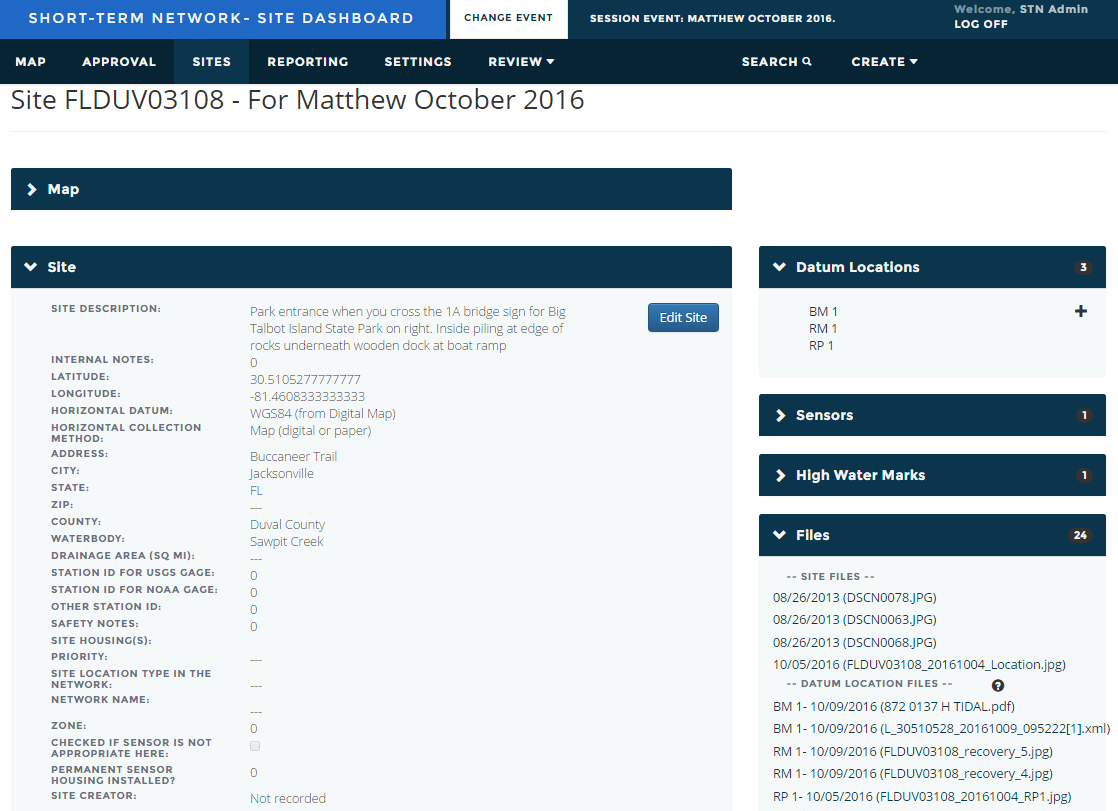 SHORT-TERM NETWORK- SITE DASHBOARD
CHANGE EVENT
SESSION EVENT: MATTHEW OCTOBER 2016.
Welcome, STN Admin
LOG OFF
MAP APPROVAL SITES REPORTING SETTINGS REVIEW SEARCH CREATE
Site FLDUV03108 - For Matthew October 2016
Map
Site
SITE DESCRIPTION: Park entrance when you cross the 1A bridge sign for Big
Talbot Island State Park on right. Inside piling at edge of
rocks underneath wooden dock at boat ramp
Edit Site
INTERNAL NOTES: 0
LATITUDE: 30.5105277777777
LONGITUDE: -81.4608333333333
HORIZONTAL DATUM: WGS84 (from Digital Map)
HORIZONTAL COLLECTION
METHOD: Map (digital or paper)
ADDRESS: Buccaneer Trail
CITY: Jacksonville
STATE: FL
ZIP: ---
COUNTY: Duval County
WATERBODY: Sawpit Creek
DRAINAGE AREA (SQ MI): ---
STATION ID FOR USGS GAGE: 0
STATION ID FOR NOAA GAGE: 0
OTHER STATION ID: 0
SAFETY NOTES: 0
SITE HOUSING(S):
PRIORITY: ---
SITE LOCATION TYPE IN THE
NETWORK: ---
NETWORK NAME:
---
ZONE: 0
CHECKED IF SENSOR IS NOT
APPROPRIATE HERE:
PERMANENT SENSOR
HOUSING INSTALLED? 0
SITE CREATOR: Not recorded
Datum Locations 3
BM 1
RM 1
RP 1
Sensors 1
High Water Marks 1
Files 24
-- SITE FILES --
08/26/2013 (DSCN0078.JPG)
08/26/2013 (DSCN0063.JPG)
08/26/2013 (DSCN0068.JPG)
10/05/2016 (FLDUV03108_20161004_Location.jpg)
-- DATUM LOCATION FILES --
BM 1- 10/09/2016 (872 0137 H TIDAL.pdf)
BM 1- 10/09/2016 (L_30510528_20161009_095222[1].xml)
RM 1- 10/09/2016 (FLDUV03108_recovery_5.jpg)
RM 1- 10/09/2016 (FLDUV03108_recovery_4.jpg)
RP 1- 10/05/2016 (FLDUV03108_20161004_RP1.jpg)